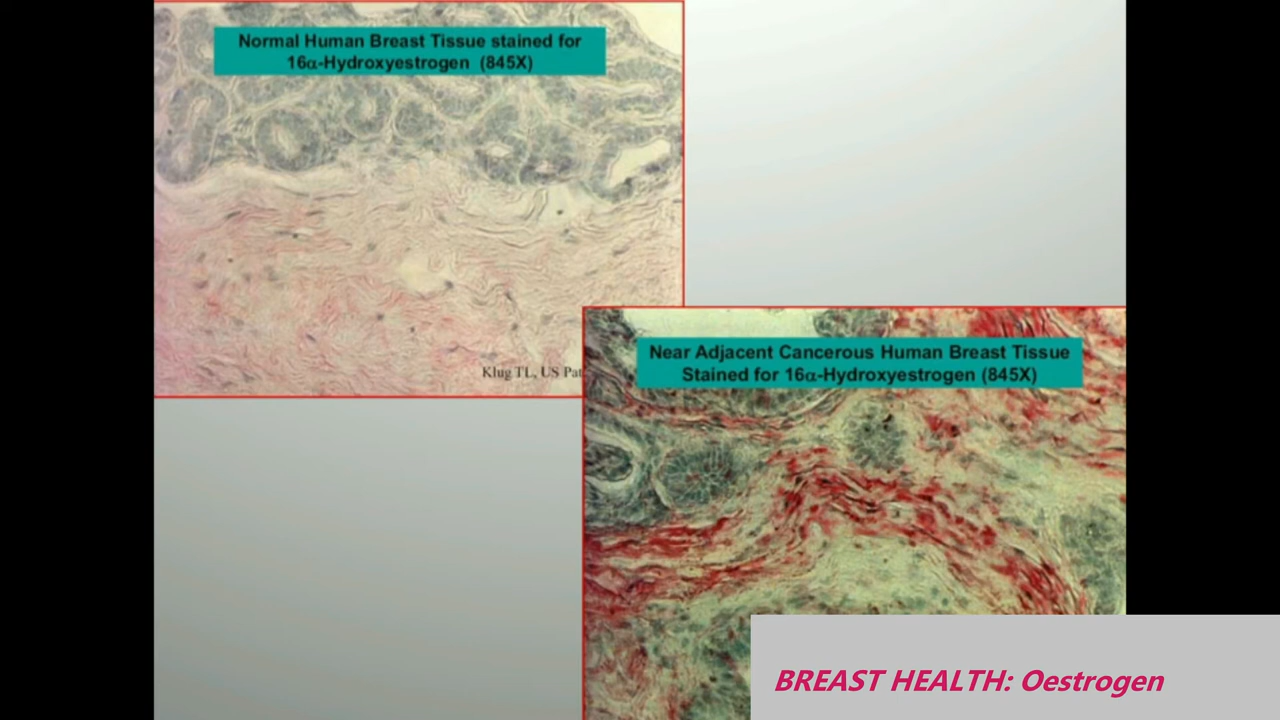 Normal Human Breast Tissue stained for
16α-Hydroxyestrogen (845X)
Klug TL, US Pat
Near Adjacent Cancerous Human Breast Tissue
Stained for 16α-Hydroxyestrogen (845X)
BREAST HEALTH: Oestrogen